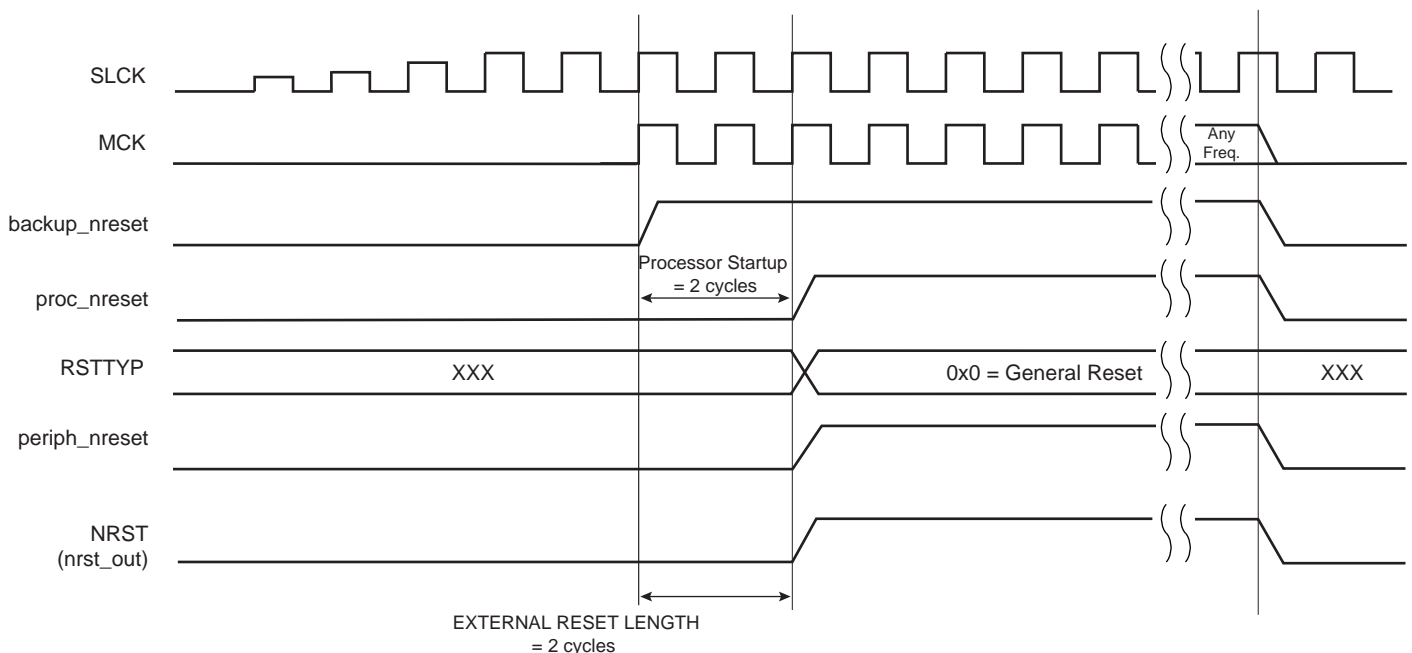 SLCK
MCK
Any
Freq.
backup_nreset
Processor Startup
= 2 cycles
proc_nreset
RSTTYP
XXX
0x0 = General Reset
XXX
periph_nreset
NRST
(nrst_out)
EXTERNAL RESET LENGTH
= 2 cycles